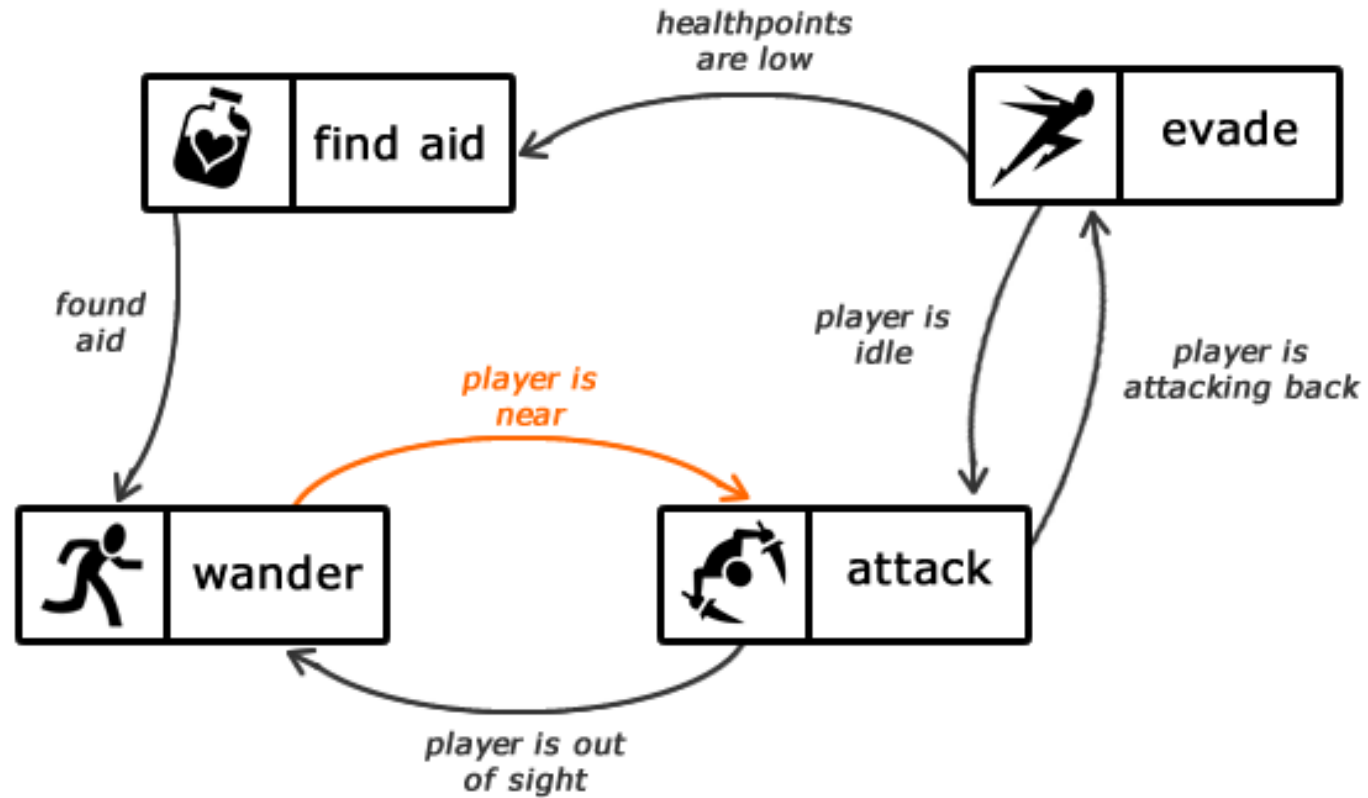 healthpoints
are low
find aid
evade
found
aid
player is
idle
player is
attacking back
player is
near
wander
attack
player is out
of sight